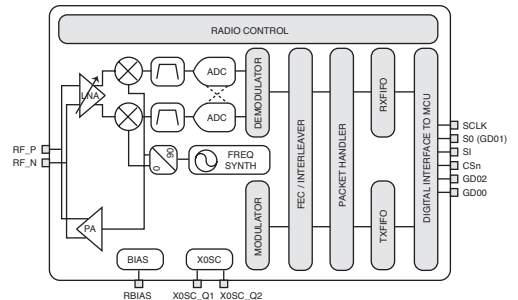 RADIO CONTROL
LNA
ADC
ADC
DEMODULATOR
FEC / INTERLEAVER
PACKET HANDLER
RXFIFO
DIGITAL INTERFACE TO MCU
SCLK
S0 (GD01)
SI
CSn
GD02
GD00
RF_P
RF_N
0
90
FREQ
SYNTH
MODULATOR
TXFIFO
PA
BIAS
X0SC
RBIAS
X0SC_Q1
X0SC_Q2